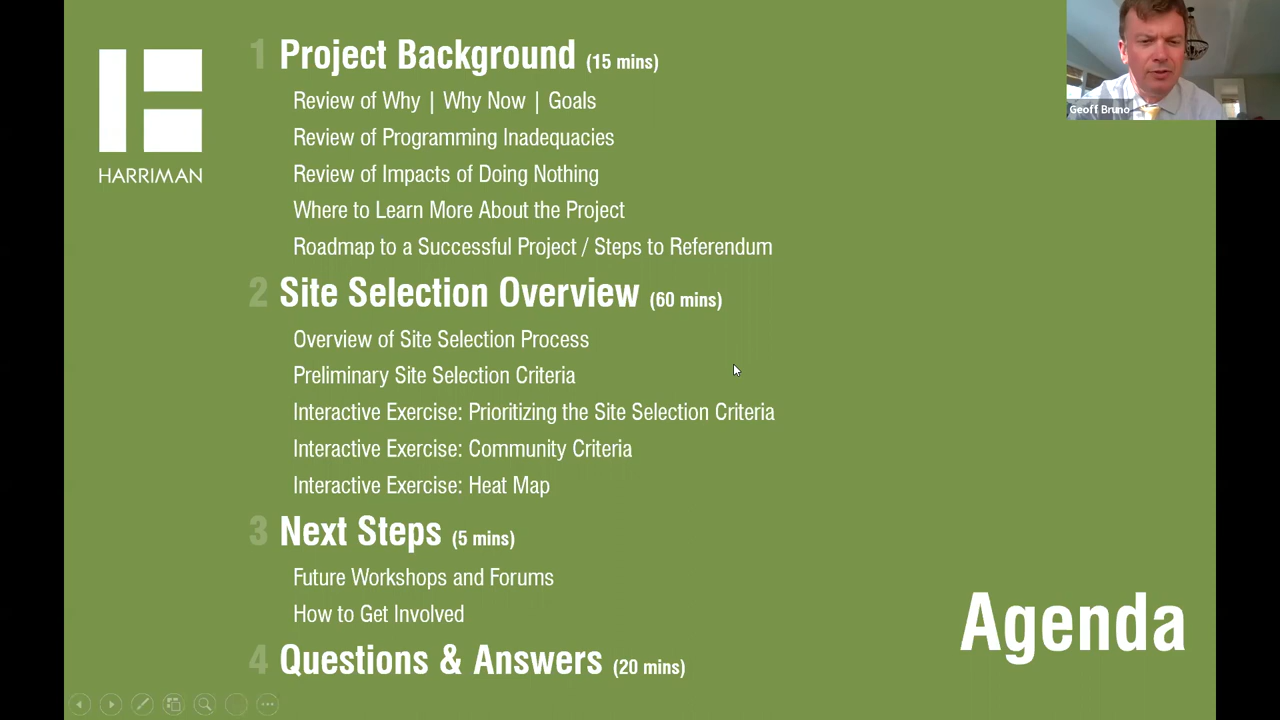 HARRIMAN
1 Project Background (15 mins)
Review of Why | Why Now | Goals
Review of Programming Inadequacies
Review of Impacts of Doing Nothing
Where to Learn More About the Project
Roadmap to a Successful Project / Steps to Referendum
2 Site Selection Overview (60 mins)
Overview of Site Selection Process
Preliminary Site Selection Criteria
Interactive Exercise: Prioritizing the Site Selection Criteria
Interactive Exercise: Community Criteria
Interactive Exercise: Heat Map
3 Next Steps (5 mins)
Future Workshops and Forums
How to Get Involved
4 Questions & Answers (20 mins)
Agenda
Geoff Bruno